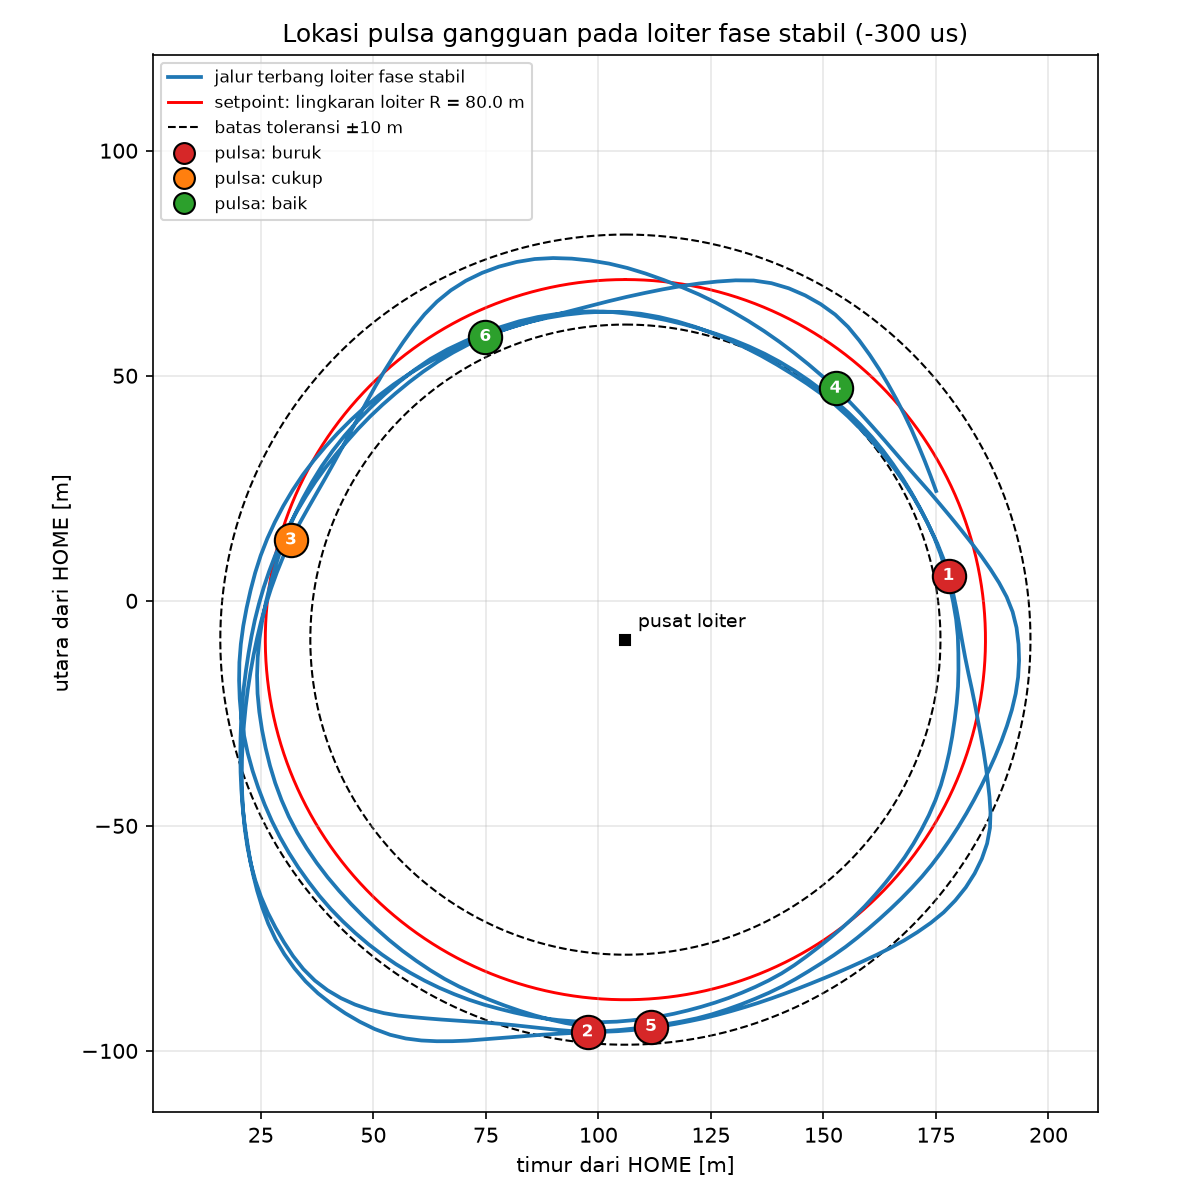 Lokasi pulsa gangguan pada loiter fase stabil (-300 us)
jalur terbang loiter fase stabil
setpoint: lingkaran loiter R = 80.0 m
batas toleransi ±10 m
pulsa: buruk
pulsa: cukup
pulsa: baik
100
50
0
−50
−100
utara dari HOME [m]
6
4
3
1
pusat loiter
2
5
25
50
75
100
125
150
175
200
timur dari HOME [m]